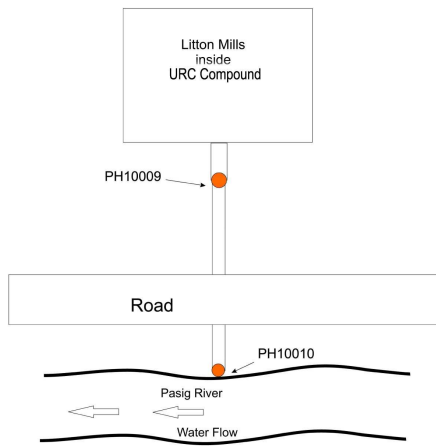 Litton Mills
inside
URC Compound
PH10009
Road
PH10010
Pasig River
Water Flow